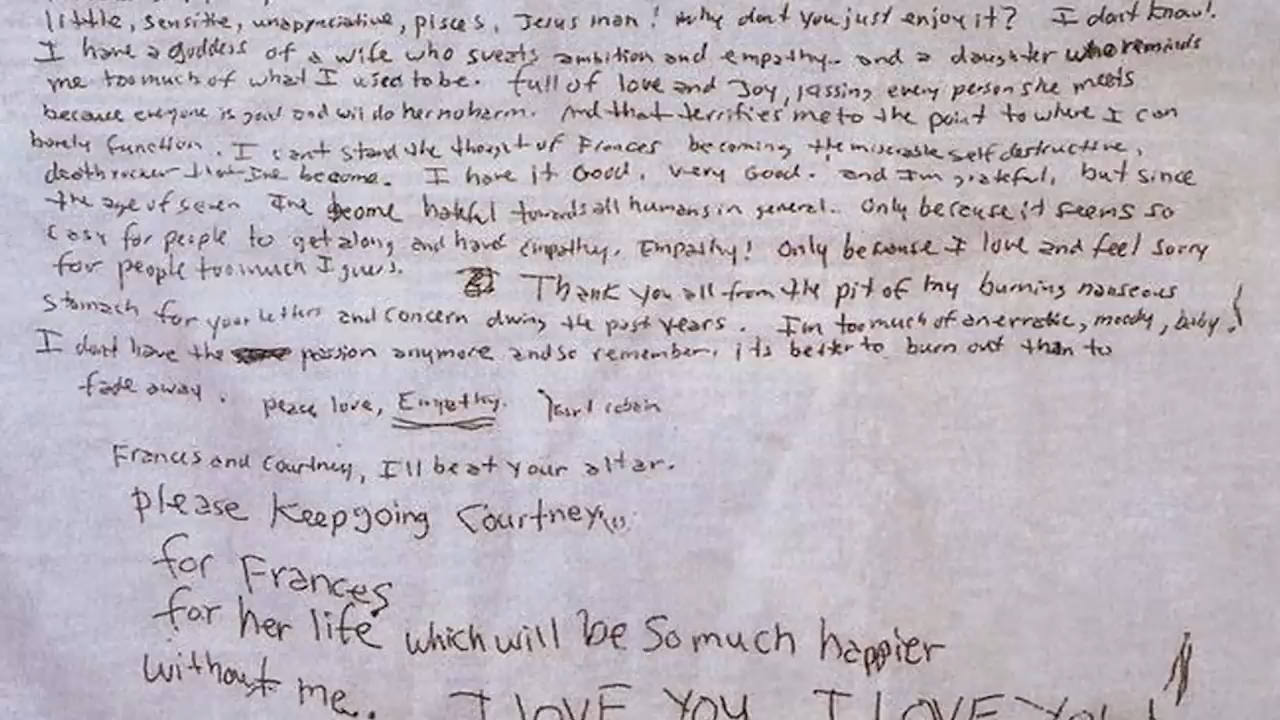 little, sensitive, unappreciative, pisces, Jesus man! why dont you just enjoy it? I dont know!
I have a goddess of a wife who sweats ambition and empathy.. and a daughter who reminds
me too much of what I used to be. full of love and Joy, kissing every person she meets
because everyone is good and will do her no harm. And that terrifies me to the point to where I can
barely function. I cant stand the thought of Frances becoming the miserable self destructive,
death rocker that Ive become. I have it Good, very Good. and I'm grateful, but since
the age of seven Ive become hateful towards all humans in general.. Only because it seems so
easy for people to get along and have empathy. Empathy! Only because I love and feel sorry
for people too much I guess.
Thank you all from the pit of my burning nauseous
stomach for your letters and concern during the past years. I'm too much of an erratic, moody, baby!
I dont have the passion anymore and so remember, its better to burn out than to
fade away.
peace love, Empathy. Kurt cobain
Frances and Courtney, I'll be at your altar.
please Keep going Courtney,
for Frances
for her life which will be So much happier
without me. I LOVE YOU I LOVE YOU!